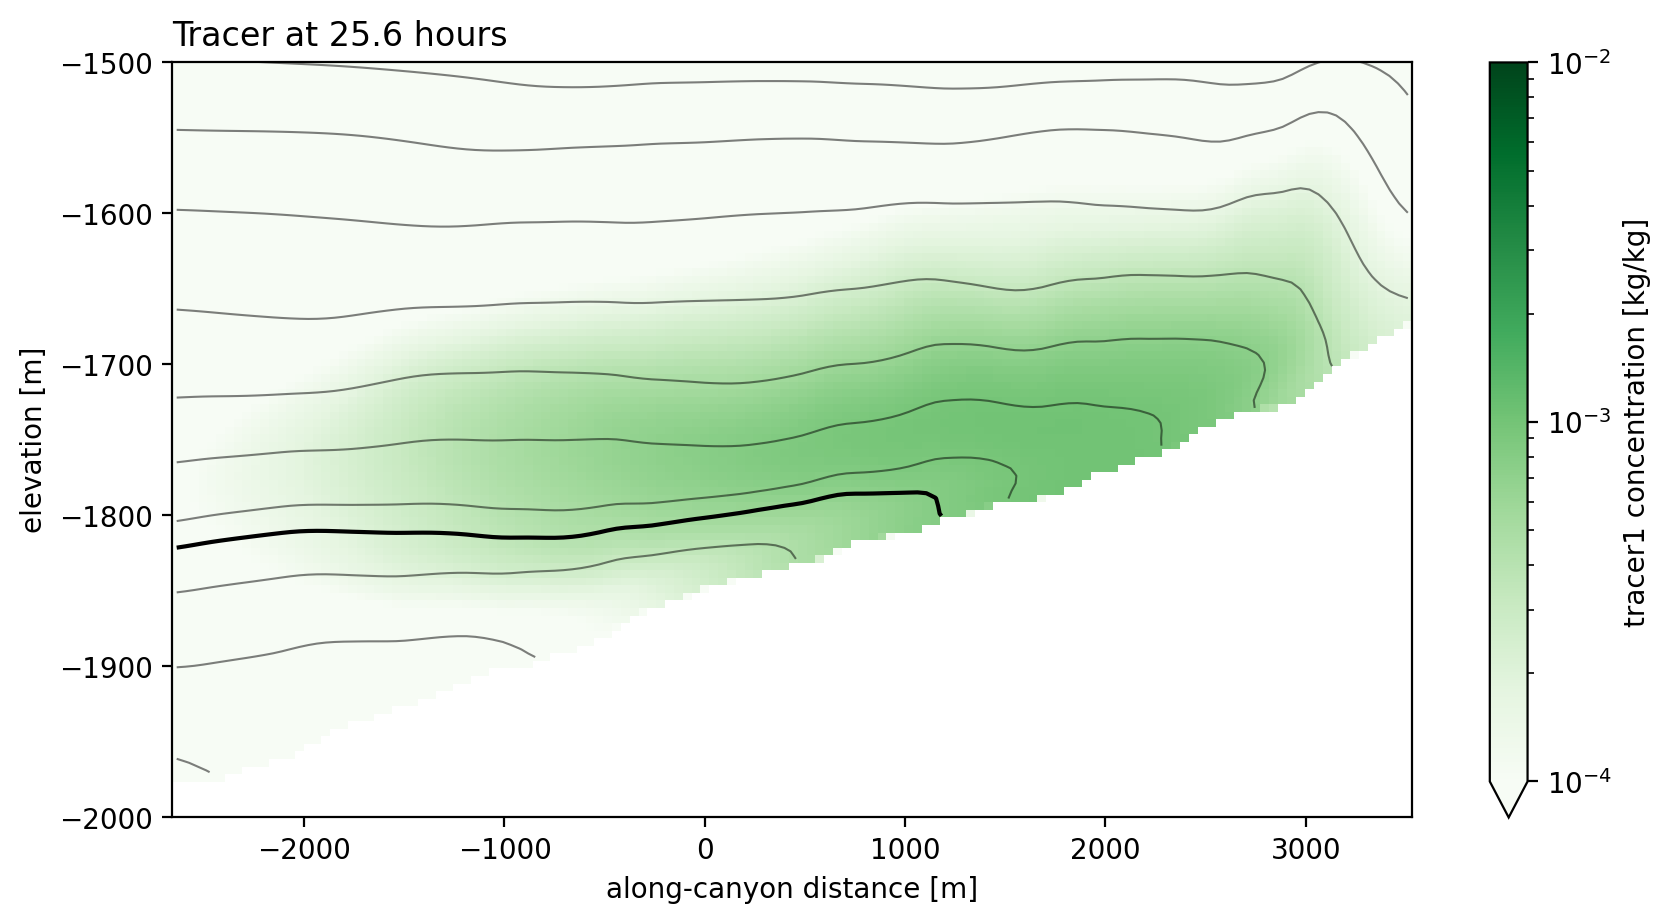 Tracer at 25.6 hours
−1500
−1600
−1700
−1800
−1900
−2000
elevation [m]
−2000 −1000 0 1000 2000 3000
along-canyon distance [m]
10⁻²
10⁻³
10⁻⁴
tracer1 concentration [kg/kg]